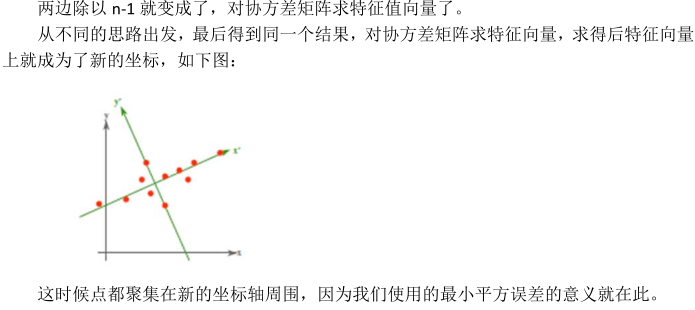 两边除以 n-1 就变成了，对协方差矩阵求特征值向量了。
从不同的思路出发，最后得到同一个结果，对协方差矩阵求特征向量，求得后特征向量
上就成为了新的坐标，如下图：
y'
y
x'
x
这时候点都聚集在新的坐标轴周围，因为我们使用的最小平方误差的意义就在此。